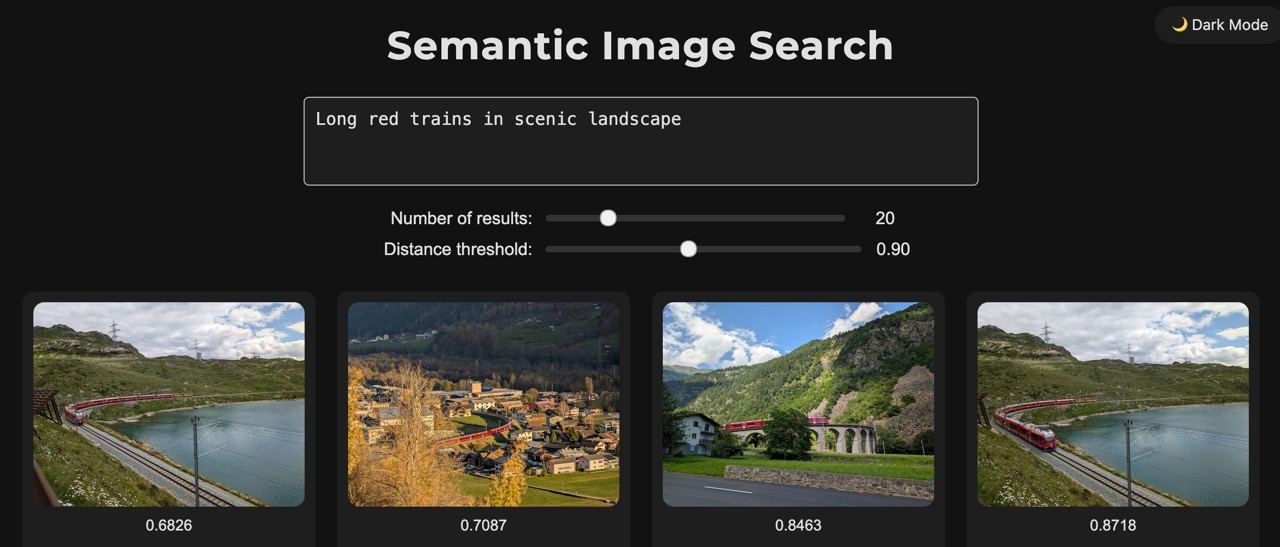 🌙 Dark Mode
Semantic Image Search
Long red trains in scenic landscape
Number of results: 20
Distance threshold: 0.90
0.6826 0.7087 0.8463 0.8718